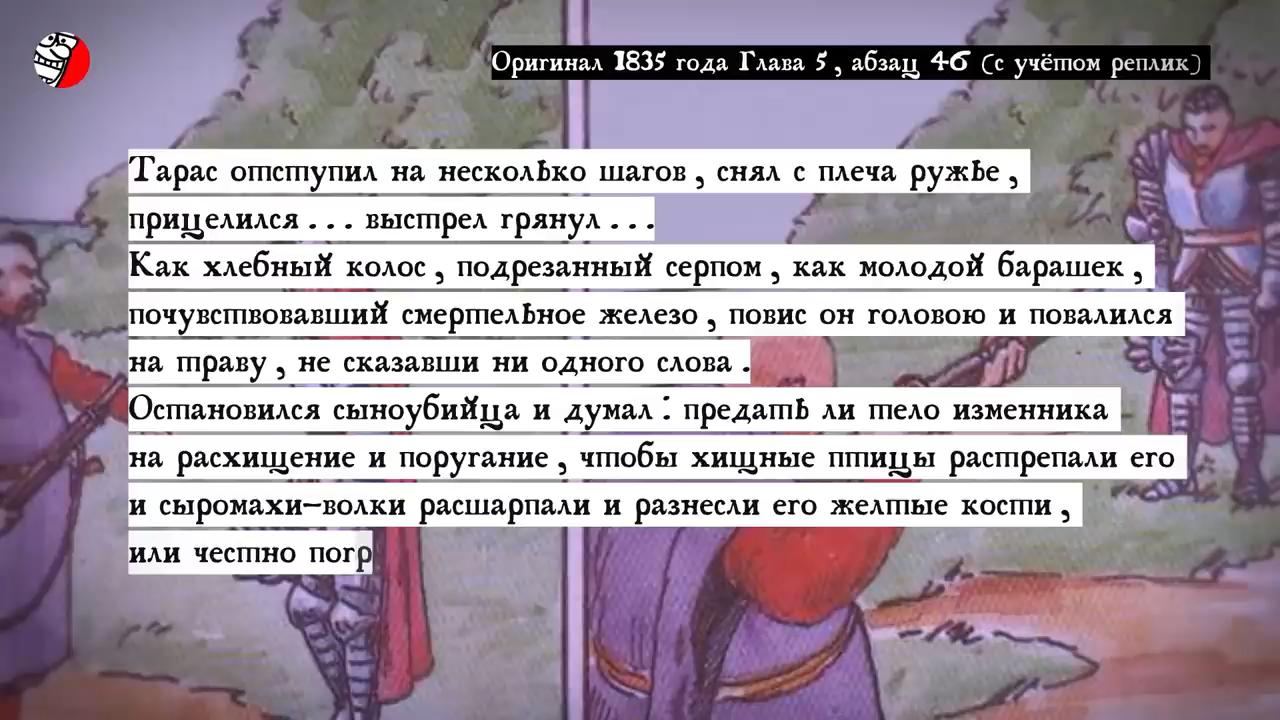 Оригинал 1835 года Глава 5, абзац 46 (с учётом реплик)
Тарас отступил на несколько шагов, снял с плеча ружье,
прицелился... выстрел грянул...
Как хлебный колос, подрезанный серпом, как молодой барашек,
почувствовавший смертельное железо, повис он головою и повалился
на траву, не сказавши ни одного слова.
Остановился сыноубийца и думал: предать ли тело изменника
на расхищение и поругание, чтобы хищные птицы растрепали его
и сыромахи-волки расшарпали и разнесли его желтые кости,
или честно погр